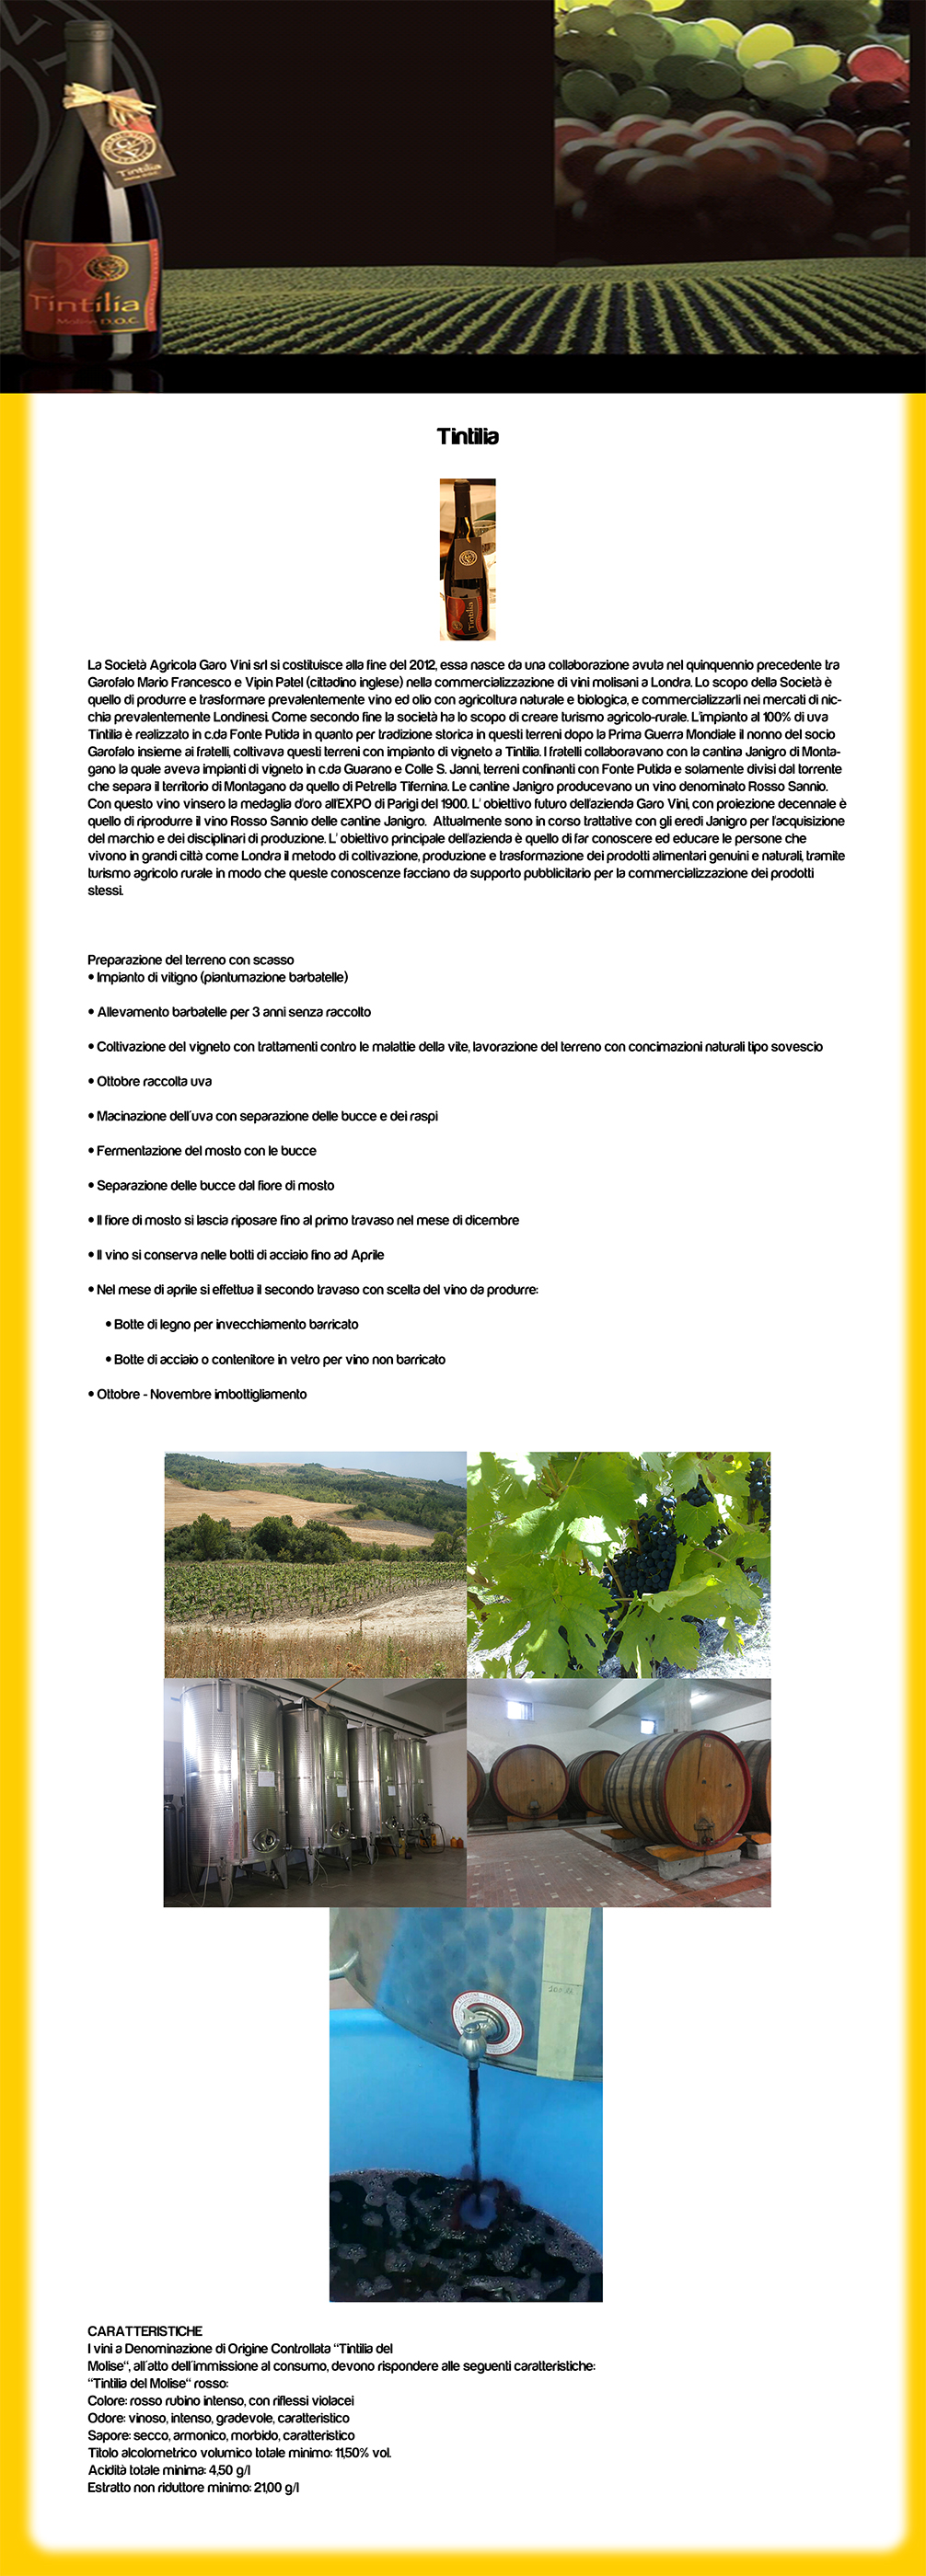 Tintilia
Tintilia
Molise D.O.C.
Tintilia
Tintilia
La Società Agricola Garo Vini srl si costituisce alla fine del 2012, essa nasce da una collaborazione avuta nel quinquennio precedente tra
Garofalo Mario Francesco e Vipin Patel (cittadino inglese) nella commercializzazione di vini molisani a Londra. Lo scopo della Società è
quello di produrre e trasformare prevalentemente vino ed olio con agricoltura naturale e biologica, e commercializzarli nei mercati di nic-
chia prevalentemente Londinesi. Come secondo fine la società ha lo scopo di creare turismo agricolo-rurale. L'impianto al 100% di uva
Tintilia è realizzato in c.da Fonte Putida in quanto per tradizione storica in questi terreni dopo la Prima Guerra Mondiale il nonno del socio
Garofalo insieme ai fratelli, coltivava questi terreni con impianto di vigneto a Tintilia. I fratelli collaboravano con la cantina Janigro di Monta-
gano la quale aveva impianti di vigneto in c.da Guarano e Colle S. Janni, terreni confinanti con Fonte Putida e solamente divisi dal torrente
che separa il territorio di Montagano da quello di Petrella Tifernina. Le cantine Janigro producevano un vino denominato Rosso Sannio.
Con questo vino vinsero la medaglia d'oro all'EXPO di Parigi del 1900. L' obiettivo futuro dell'azienda Garo Vini, con proiezione decennale è
quello di riprodurre il vino Rosso Sannio delle cantine Janigro. Attualmente sono in corso trattative con gli eredi Janigro per l'acquisizione
del marchio e dei disciplinari di produzione. L' obiettivo principale dell'azienda è quello di far conoscere ed educare le persone che
vivono in grandi città come Londra il metodo di coltivazione, produzione e trasformazione dei prodotti alimentari genuini e naturali, tramite
turismo agricolo rurale in modo che queste conoscenze facciano da supporto pubblicitario per la commercializzazione dei prodotti
stessi.
Preparazione del terreno con scasso
• Impianto di vitigno (piantumazione barbatelle)
• Allevamento barbatelle per 3 anni senza raccolto
• Coltivazione del vigneto con trattamenti contro le malattie della vite, lavorazione del terreno con concimazioni naturali tipo sovescio
• Ottobre raccolta uva
• Macinazione dell'uva con separazione delle bucce e dei raspi
• Fermentazione del mosto con le bucce
• Separazione delle bucce dal fiore di mosto
• Il fiore di mosto si lascia riposare fino al primo travaso nel mese di dicembre
• Il vino si conserva nelle botti di acciaio fino ad Aprile
• Nel mese di aprile si effettua il secondo travaso con scelta del vino da produrre:
• Botte di legno per invecchiamento barricato
• Botte di acciaio o contenitore in vetro per vino non barricato
• Ottobre - Novembre imbottigliamento
CARATTERISTICHE
I vini a Denominazione di Origine Controllata "Tintilia del
Molise", all'atto dell'immissione al consumo, devono rispondere alle seguenti caratteristiche:
"Tintilia del Molise" rosso:
Colore: rosso rubino intenso, con riflessi violacei
Odore: vinoso, intenso, gradevole, caratteristico
Sapore: secco, armonico, morbido, caratteristico
Titolo alcolometrico volumico totale minimo: 11,50% vol.
Acidità totale minima: 4,50 g/l
Estratto non riduttore minimo: 21,00 g/l